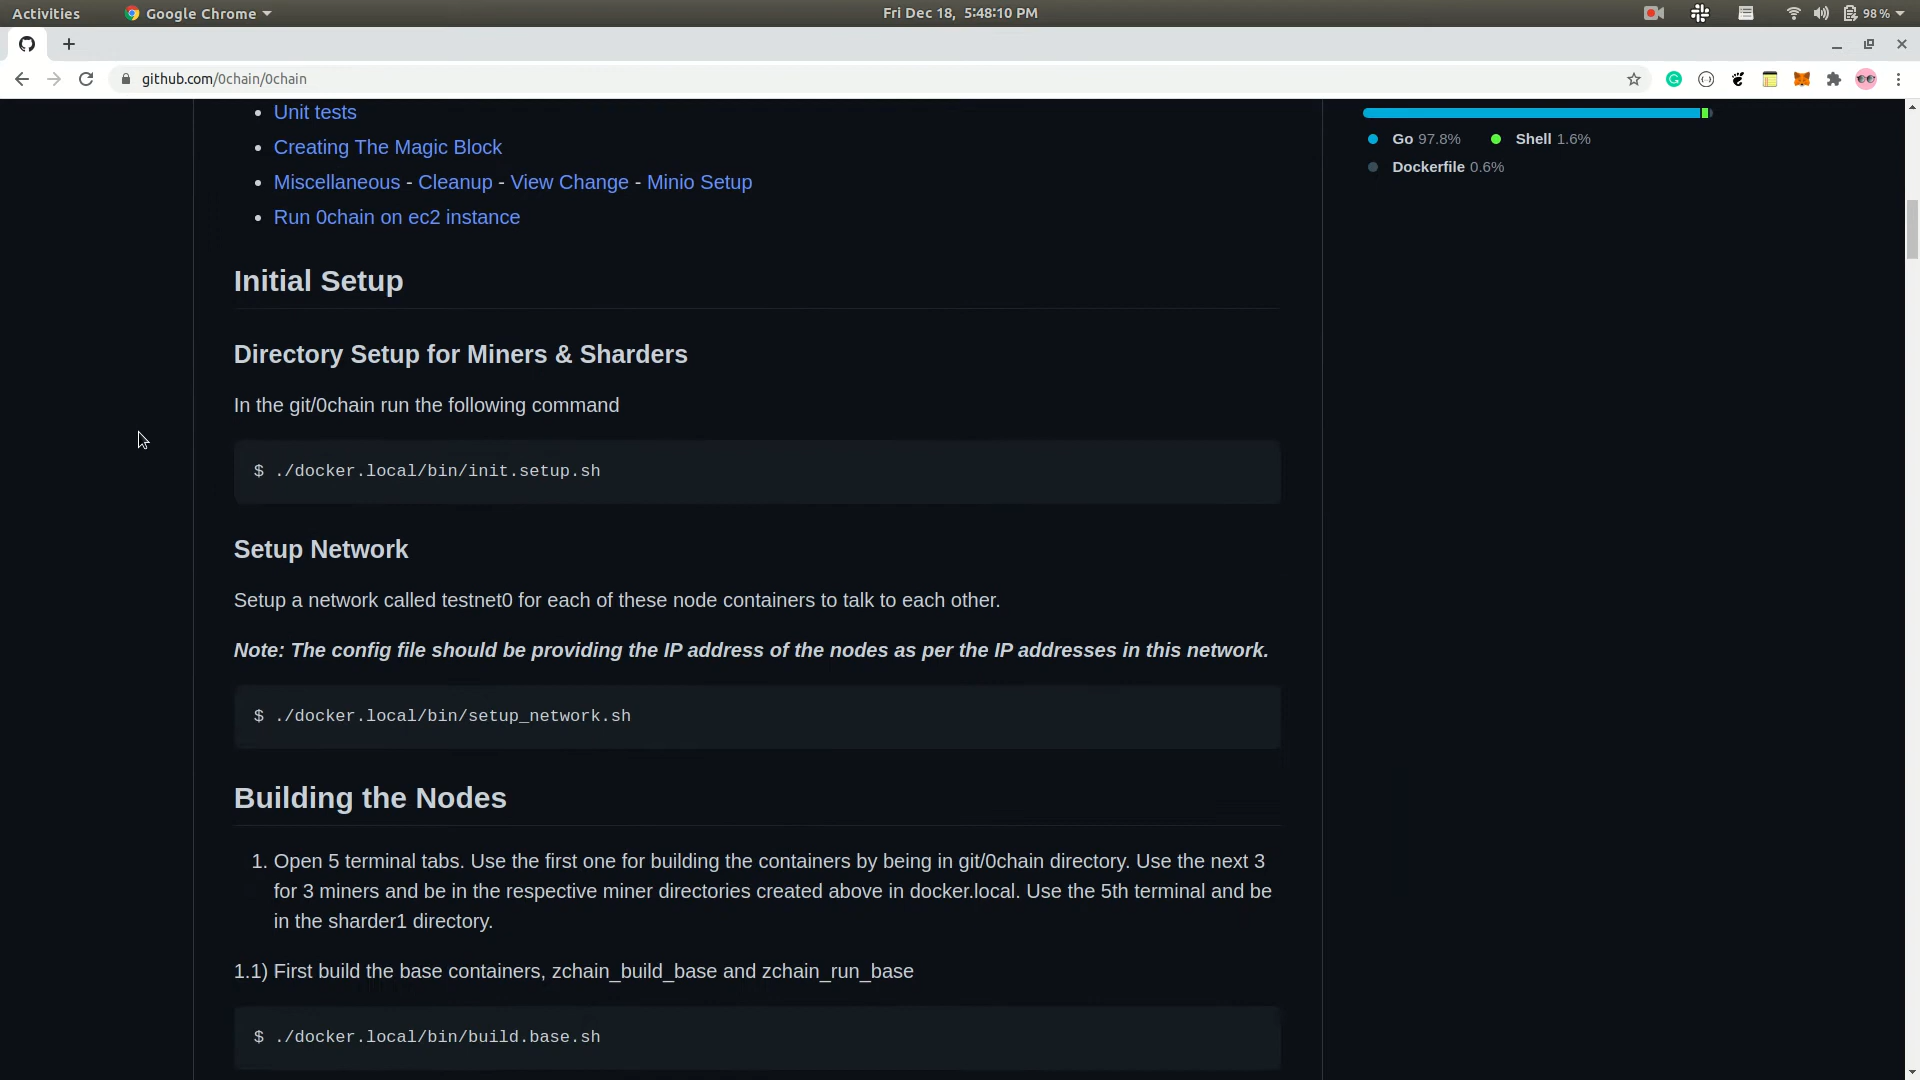 Activities
Google Chrome
Fri Dec 18, 5:48:10 PM
98 %
github.com/0chain/0chain
Unit tests
Creating The Magic Block
Miscellaneous - Cleanup - View Change - Minio Setup
Run 0chain on ec2 instance
Go 97.8%
Shell 1.6%
Dockerfile 0.6%
Initial Setup
Directory Setup for Miners & Sharders
In the git/0chain run the following command
$ ./docker.local/bin/init.setup.sh
Setup Network
Setup a network called testnet0 for each of these node containers to talk to each other.
Note: The config file should be providing the IP address of the nodes as per the IP addresses in this network.
$ ./docker.local/bin/setup_network.sh
Building the Nodes
1. Open 5 terminal tabs. Use the first one for building the containers by being in git/0chain directory. Use the next 3
for 3 miners and be in the respective miner directories created above in docker.local. Use the 5th terminal and be
in the sharder1 directory.
1.1) First build the base containers, zchain_build_base and zchain_run_base
$ ./docker.local/bin/build.base.sh